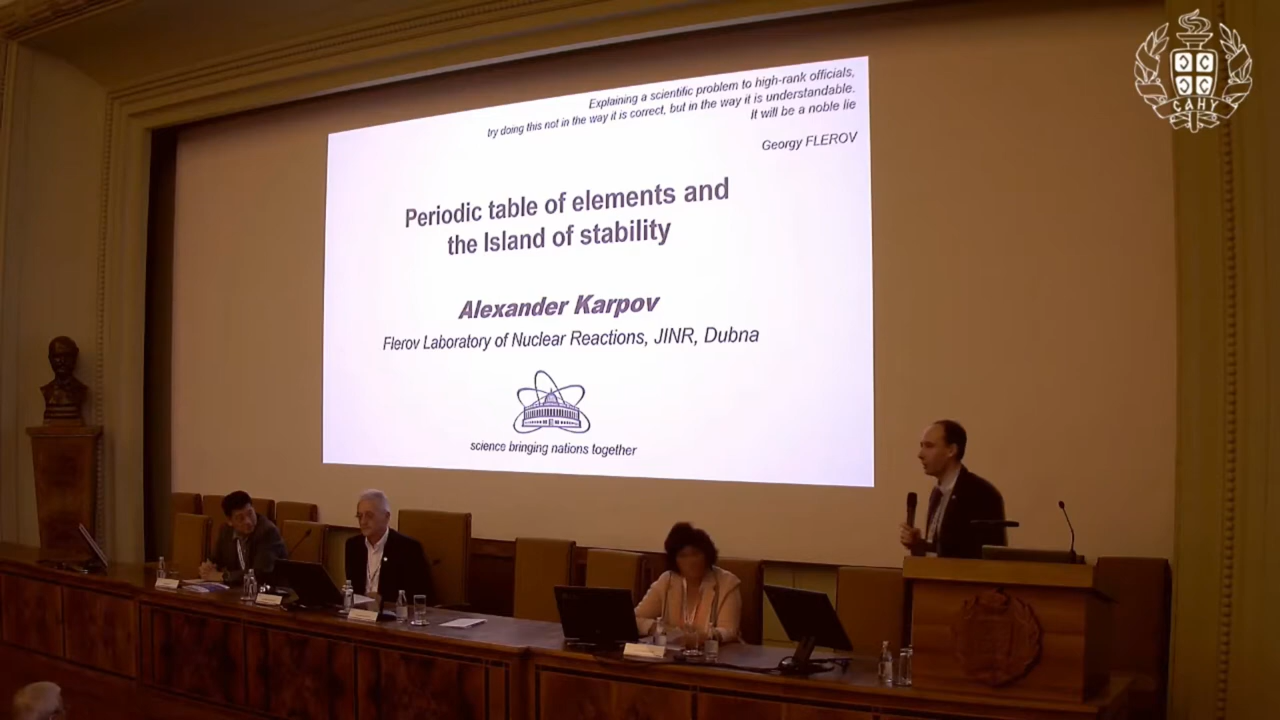 Explaining a scientific problem to high-rank officials,
try doing this not in the way it is correct, but in the way it is understandable.
It will be a noble lie
Georgy FLEROV
Periodic table of elements and
the Island of stability
Alexander Karpov
Flerov Laboratory of Nuclear Reactions, JINR, Dubna
science bringing nations together
САНУ